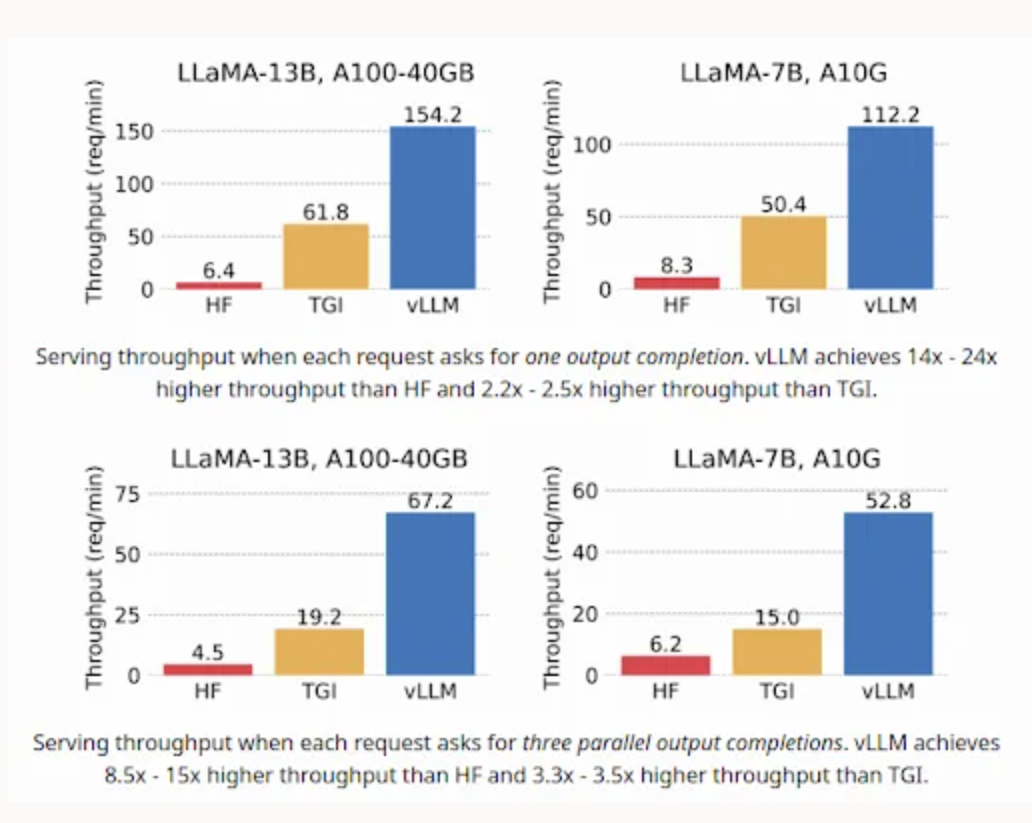 LLaMA-13B, A100-40GB
Throughput (req/min)
150
100
50
0
6.4
61.8
154.2
HF
TGI
vLLM
LLaMA-7B, A10G
Throughput (req/min)
100
50
0
8.3
50.4
112.2
HF
TGI
vLLM
Serving throughput when each request asks for one output completion. vLLM achieves 14x - 24x
higher throughput than HF and 2.2x - 2.5x higher throughput than TGI.
LLaMA-13B, A100-40GB
Throughput (req/min)
75
50
25
0
4.5
19.2
67.2
HF
TGI
vLLM
LLaMA-7B, A10G
Throughput (req/min)
60
40
20
0
6.2
15.0
52.8
HF
TGI
vLLM
Serving throughput when each request asks for three parallel output completions. vLLM achieves
8.5x - 15x higher throughput than HF and 3.3x - 3.5x higher throughput than TGI.